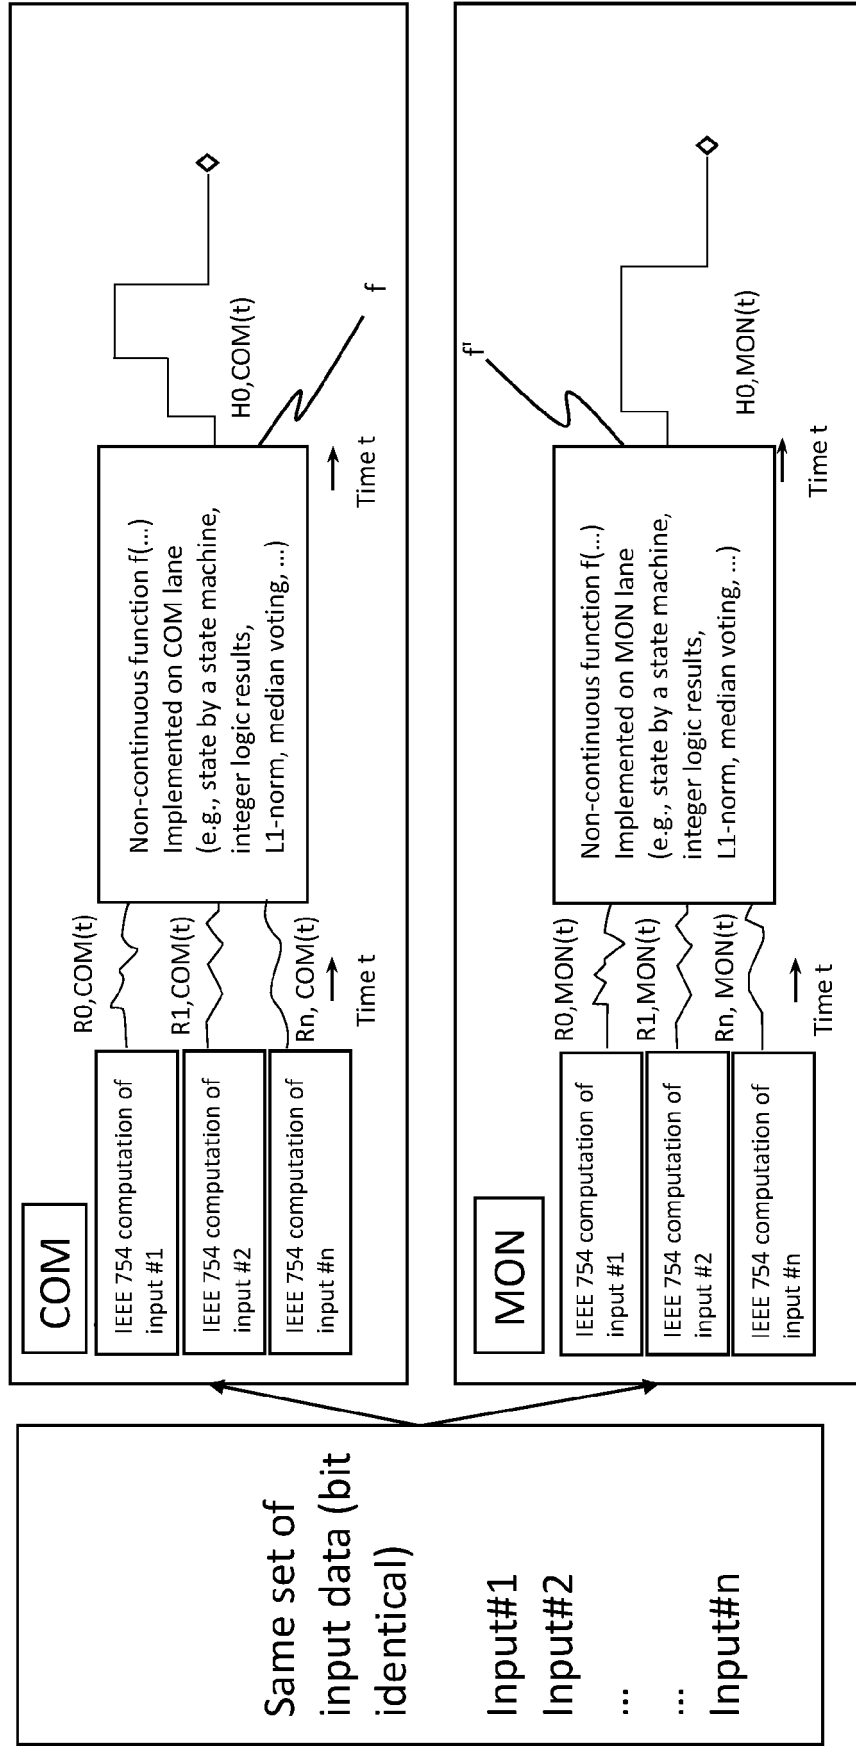 Same set of
input data (bit
identical)
Input#1
Input#2
...
...
Input#n
COM
IEEE 754 computation of
input #1
IEEE 754 computation of
input #2
IEEE 754 computation of
input #n
R0,COM(t)
R1,COM(t)
Rn, COM(t)
Time t
Non-continuous function f(...)
Implemented on COM lane
(e.g., state by a state machine,
integer logic results,
L1-norm, median voting, ...)
Time t
H0,COM(t)
f
MON
IEEE 754 computation of
input #1
IEEE 754 computation of
input #2
IEEE 754 computation of
input #n
R0,MON(t)
R1,MON(t)
Rn, MON(t)
Time t
Non-continuous function f(...)
Implemented on MON lane
(e.g., state by a state machine,
integer logic results,
L1-norm, median voting, ...)
Time t
f'
H0,MON(t)